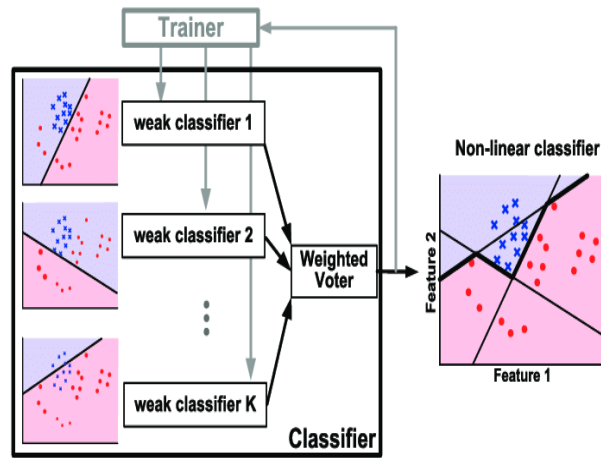 Trainer
weak classifier 1
weak classifier 2
weak classifier K
Weighted
Voter
Classifier
Non-linear classifier
Feature 2
Feature 1